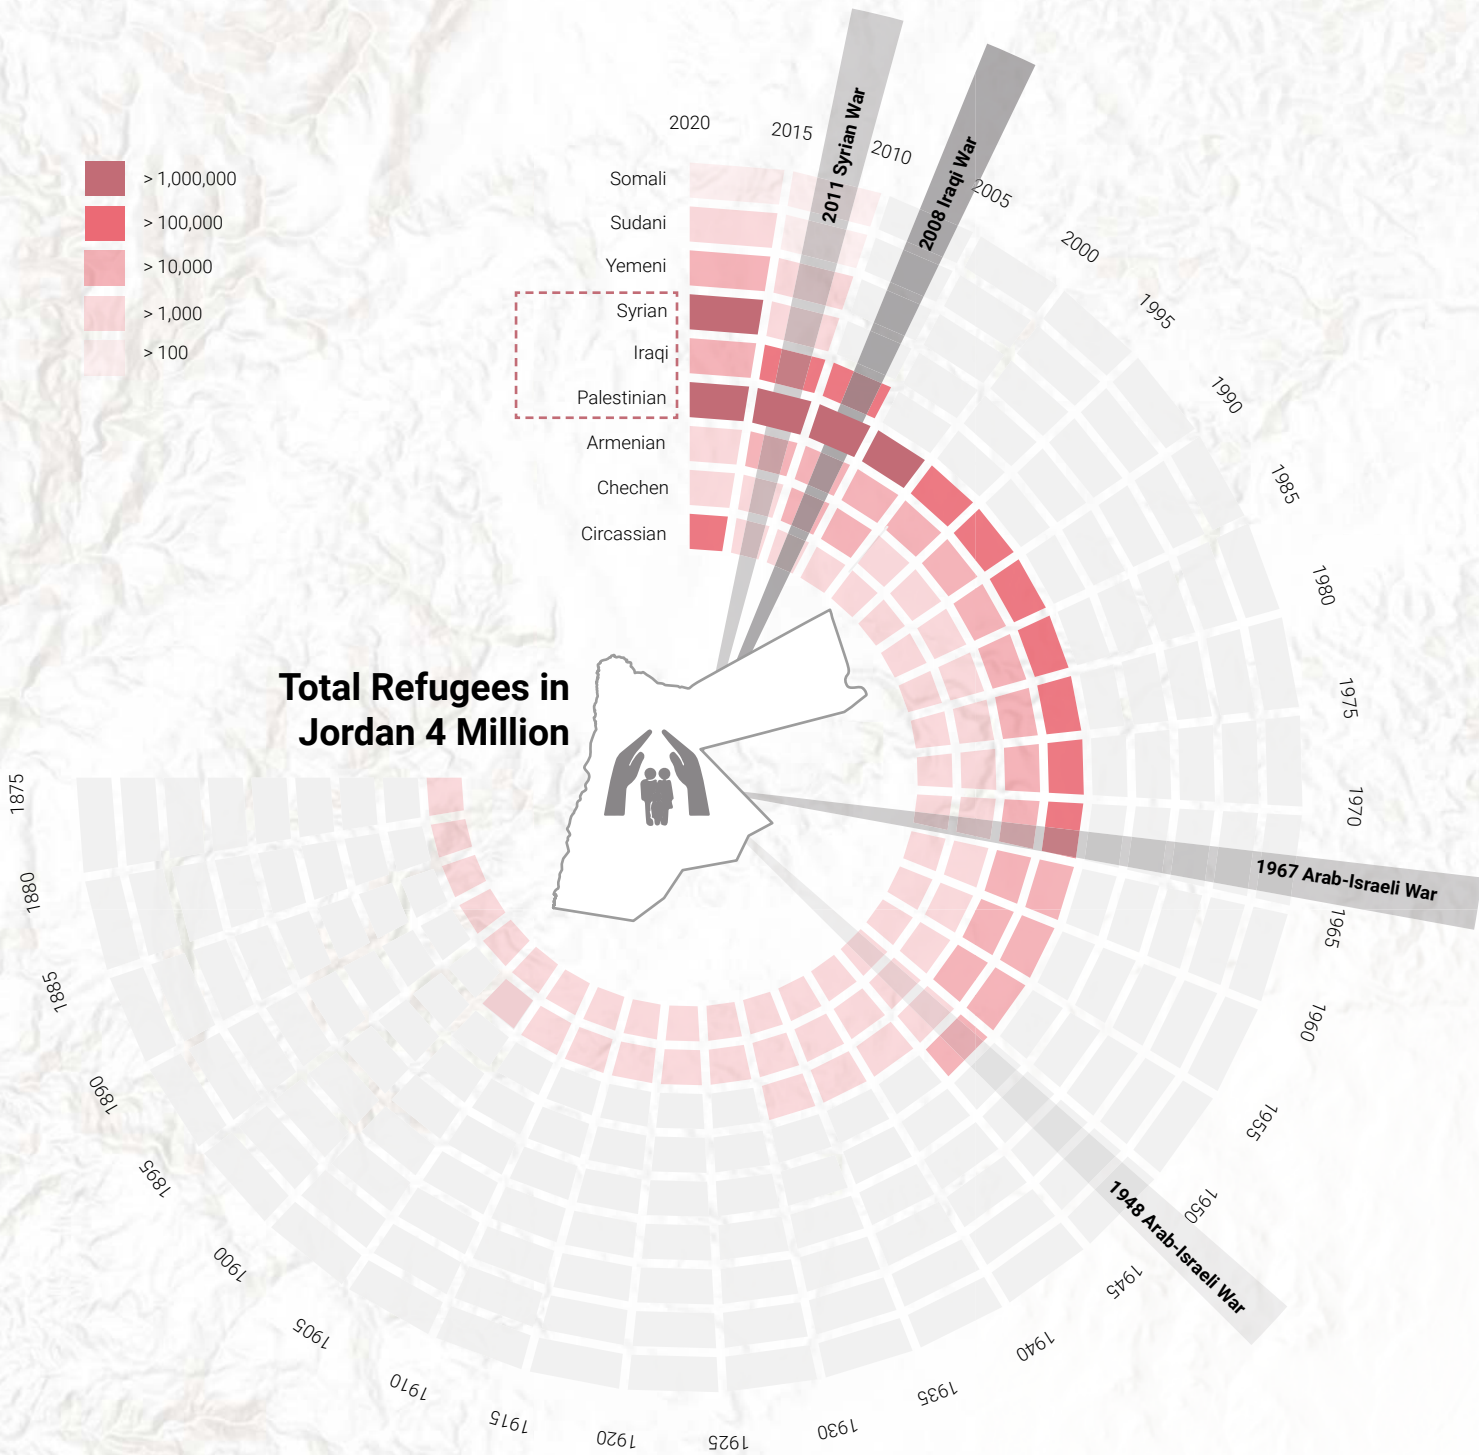 > 1,000,000
> 100,000
> 10,000
> 1,000
> 100
Somali
Sudani
Yemeni
Syrian
Iraqi
Palestinian
Armenian
Chechen
Circassian
2011 Syrian War
2008 Iraqi War
1967 Arab-Israeli War
1948 Arab-Israeli War
2020
2015
2010
2005
2000
1995
1990
1985
1980
1975
1970
1965
1960
1955
1950
1945
1940
1935
1930
1925
1920
1915
1910
1905
1900
1895
1890
1885
1880
1875
Total Refugees in
Jordan 4 Million